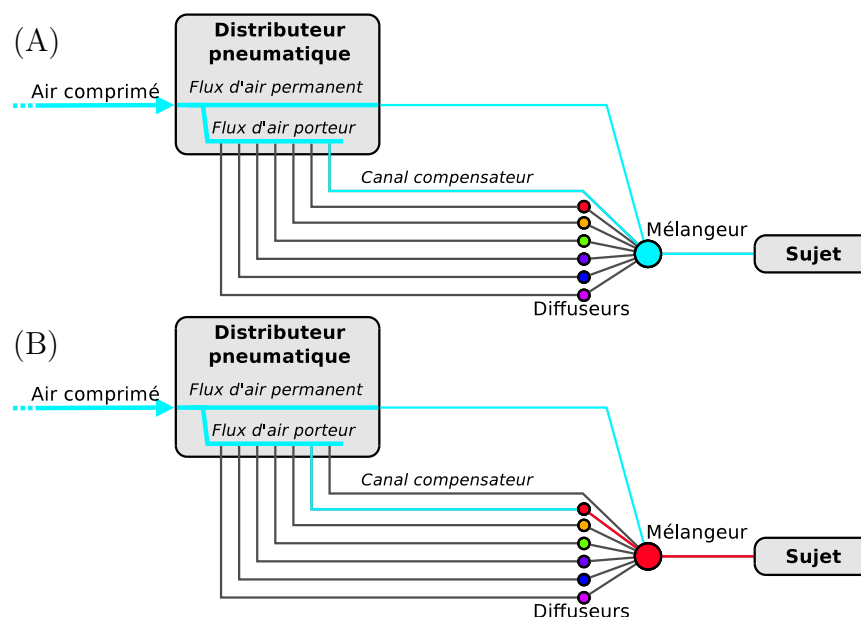 (A)
Distributeur
pneumatique
Air comprimé
Flux d'air permanent
Flux d'air porteur
Canal compensateur
Mélangeur
Sujet
Diffuseurs
(B)
Distributeur
pneumatique
Air comprimé
Flux d'air permanent
Flux d'air porteur
Canal compensateur
Mélangeur
Sujet
Diffuseurs